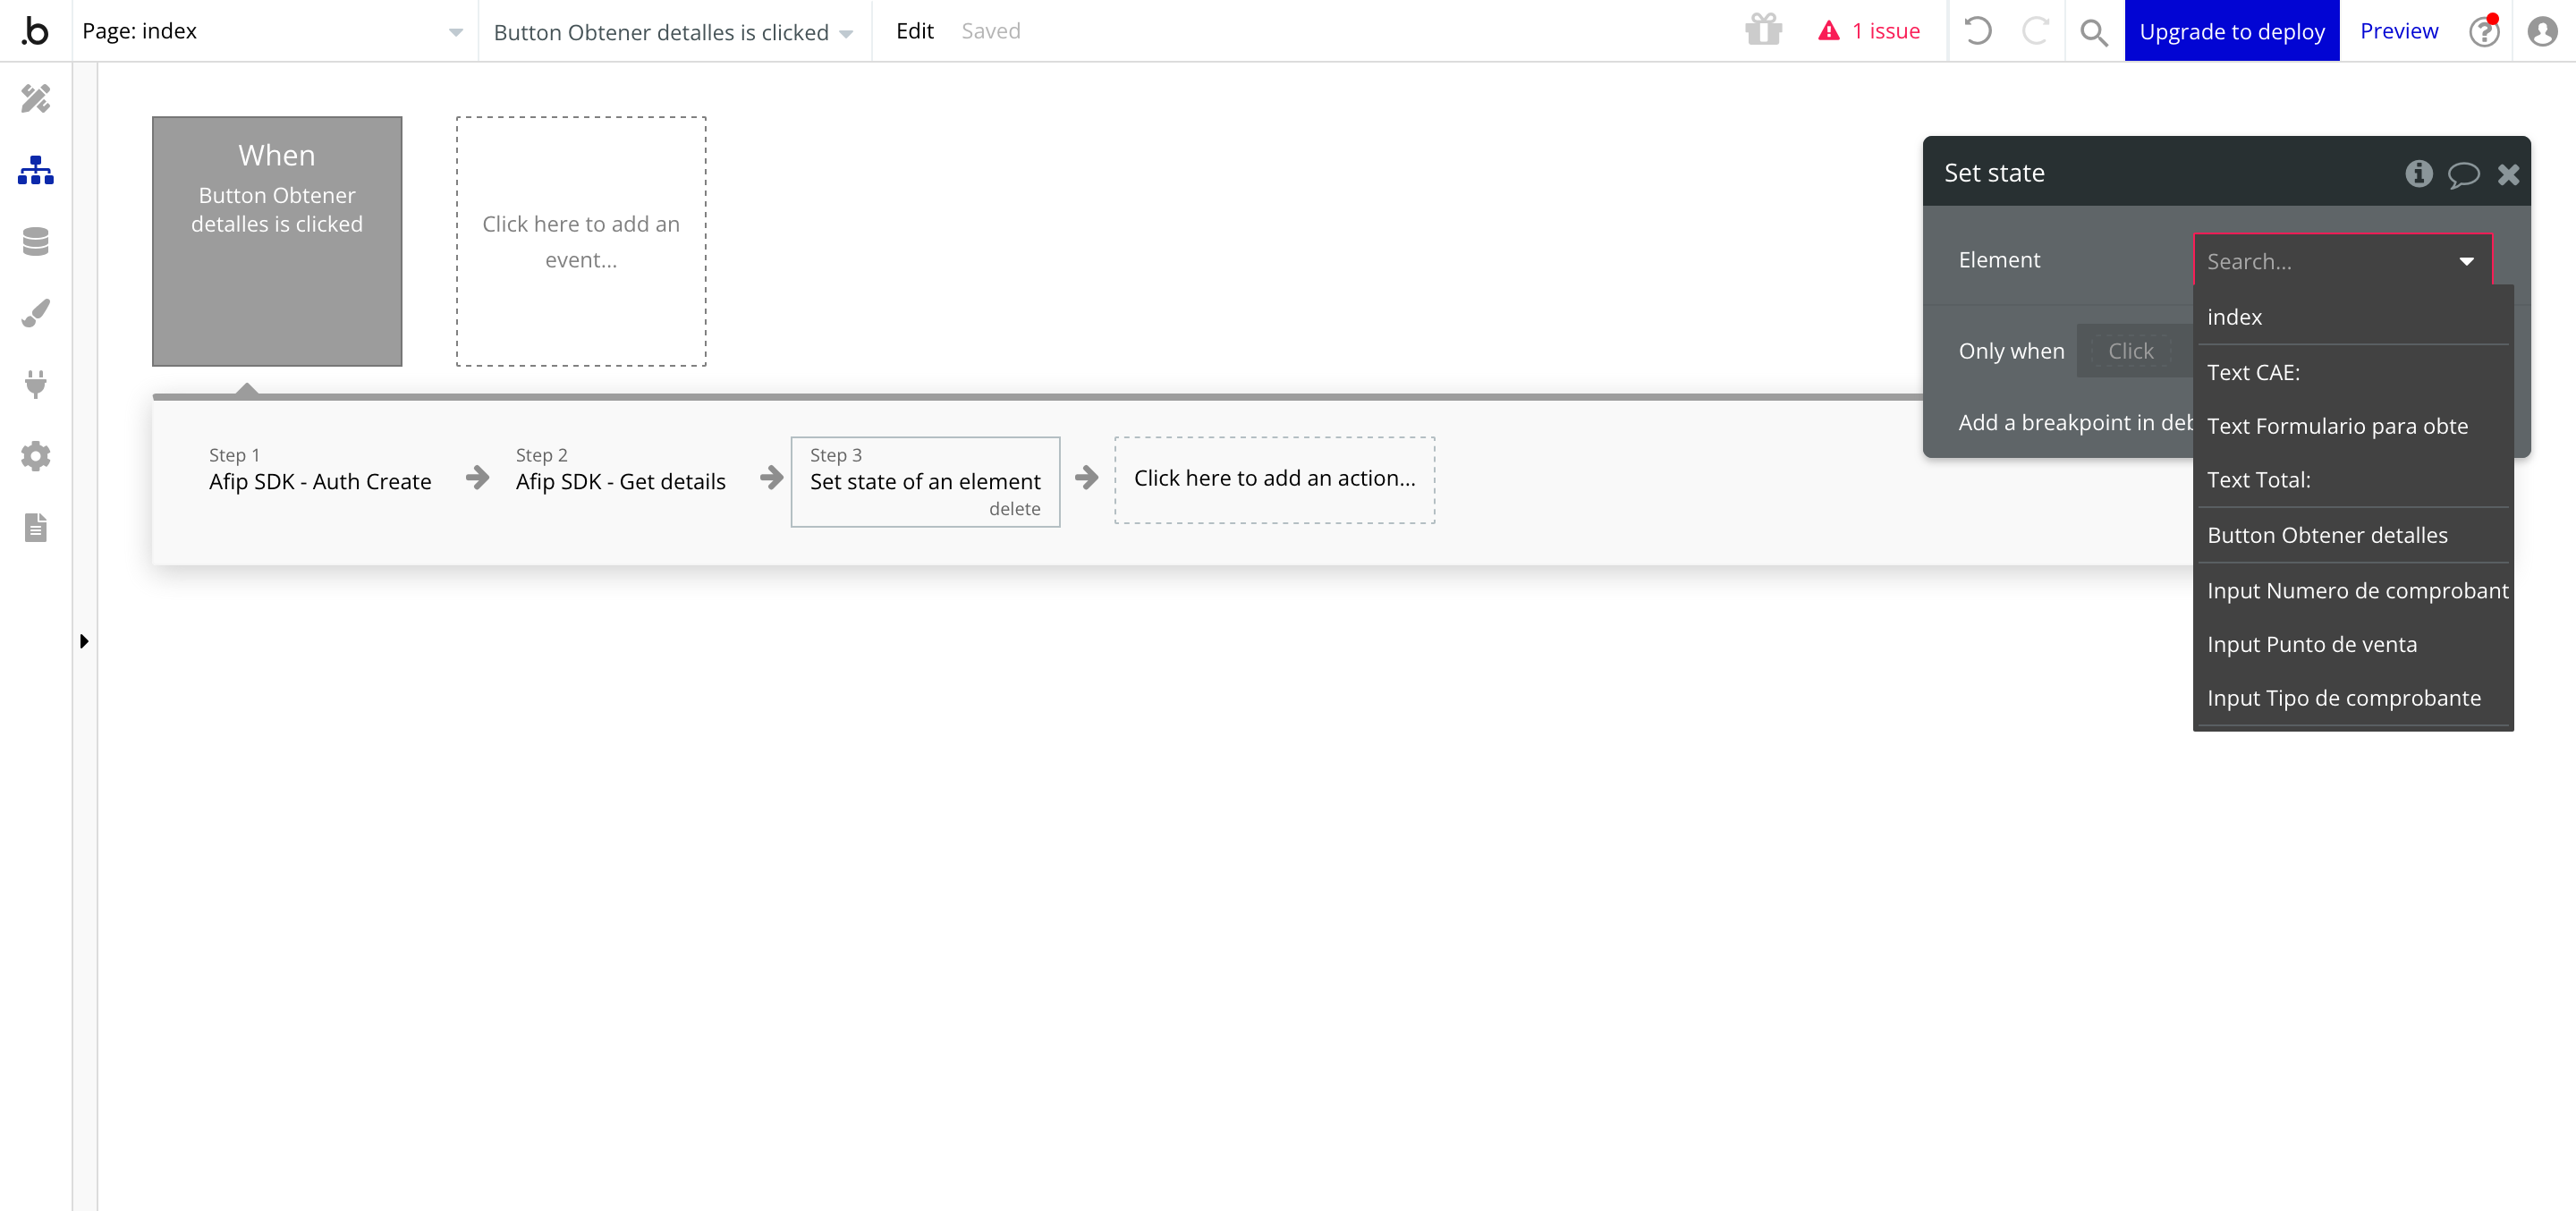 .b
Page: index
Button Obtener detalles is clicked
Edit
Saved
1 issue
Upgrade to deploy
Preview
When
Button Obtener
detalles is clicked
Click here to add an
event...
Step 1
Afip SDK - Auth Create
Step 2
Afip SDK - Get details
Step 3
Set state of an element
delete
Click here to add an action...
Set state
Element
Search...
Only when
Click
Add a breakpoint in deb
index
Text CAE:
Text Formulario para obte
Text Total:
Button Obtener detalles
Input Numero de comprobant
Input Punto de venta
Input Tipo de comprobante